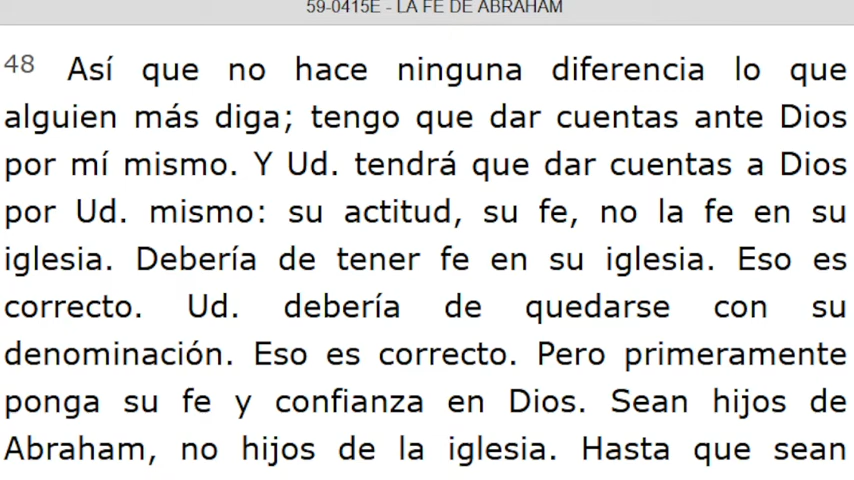 59-0415E - LA FE DE ABRAHAM
48 Así que no hace ninguna diferencia lo que
alguien más diga; tengo que dar cuentas ante Dios
por mí mismo. Y Ud. tendrá que dar cuentas a Dios
por Ud. mismo: su actitud, su fe, no la fe en su
iglesia. Debería de tener fe en su iglesia. Eso es
correcto. Ud. debería de quedarse con su
denominación. Eso es correcto. Pero primeramente
ponga su fe y confianza en Dios. Sean hijos de
Abraham, no hijos de la iglesia. Hasta que sean